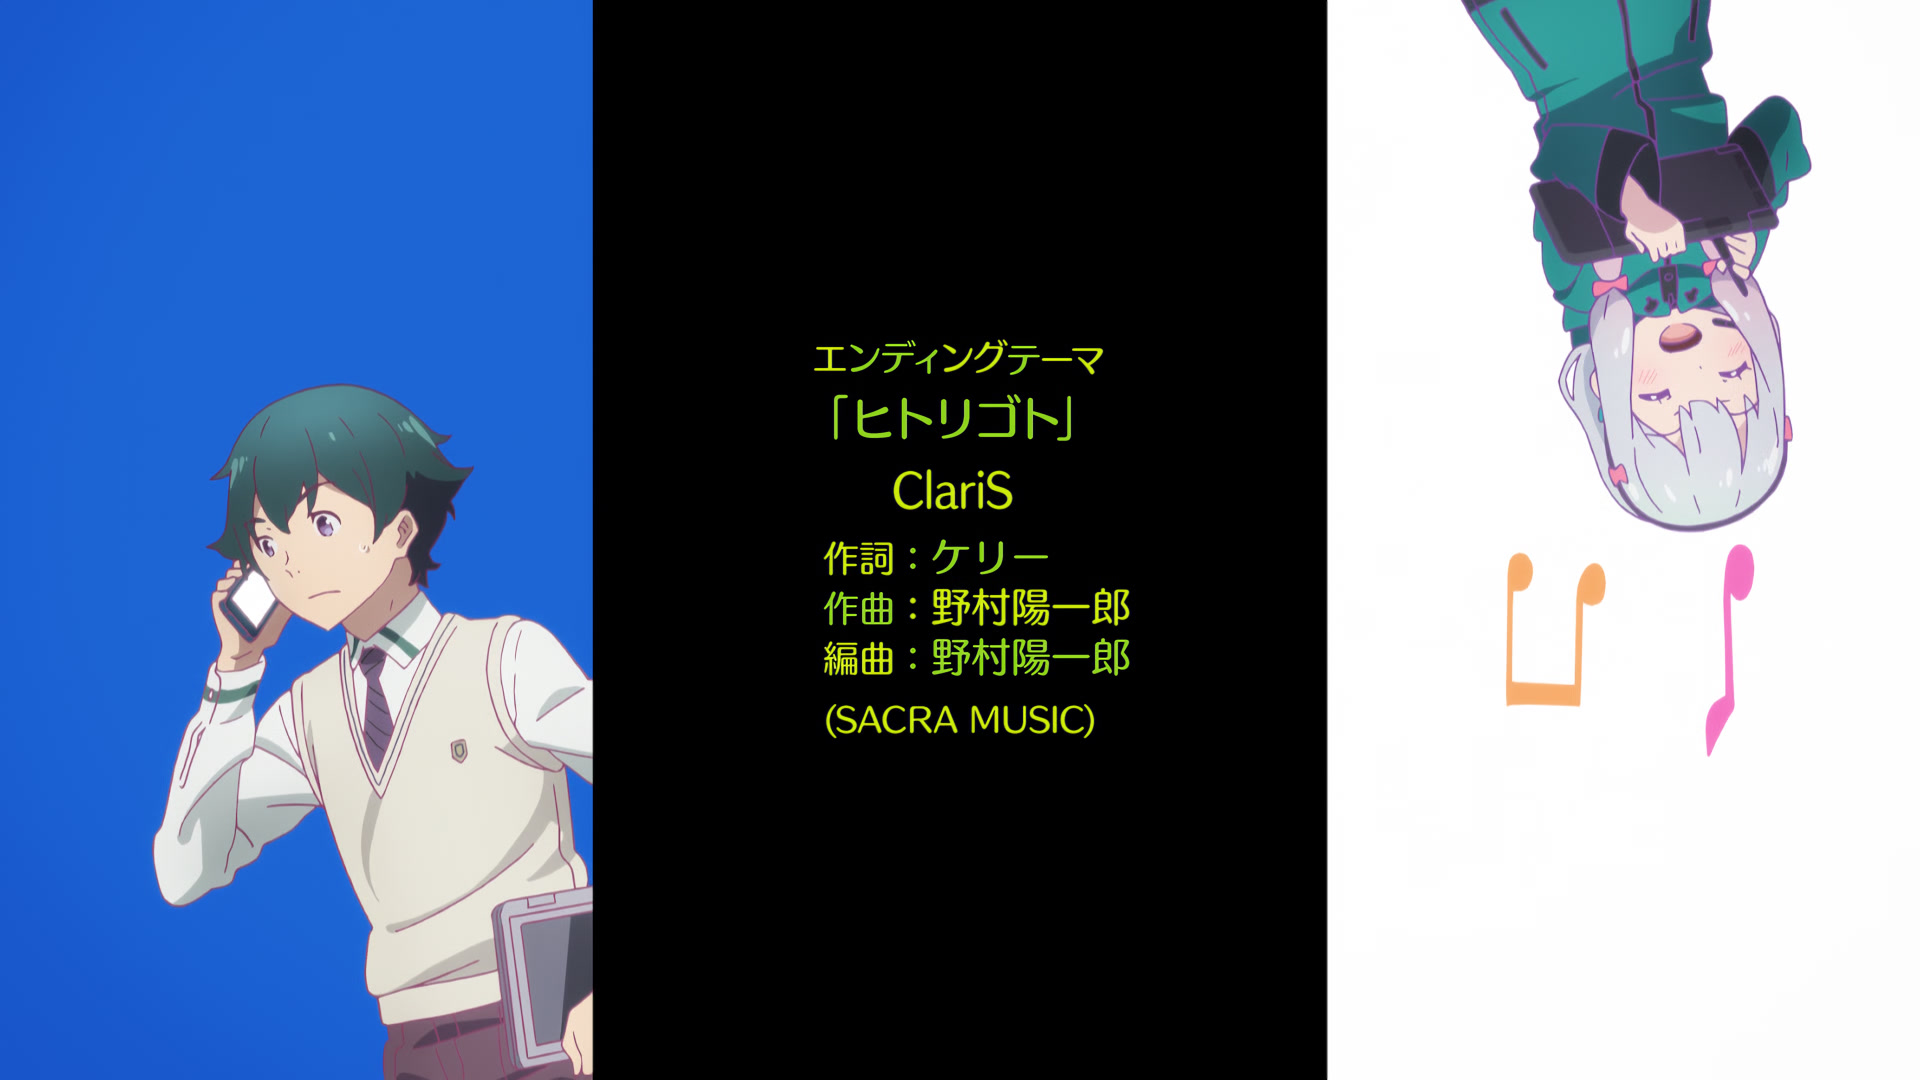 エンディングテーマ
「ヒトリゴト」
ClariS
作詞：ケリー
作曲：野村陽一郎
編曲：野村陽一郎
(SACRA MUSIC)